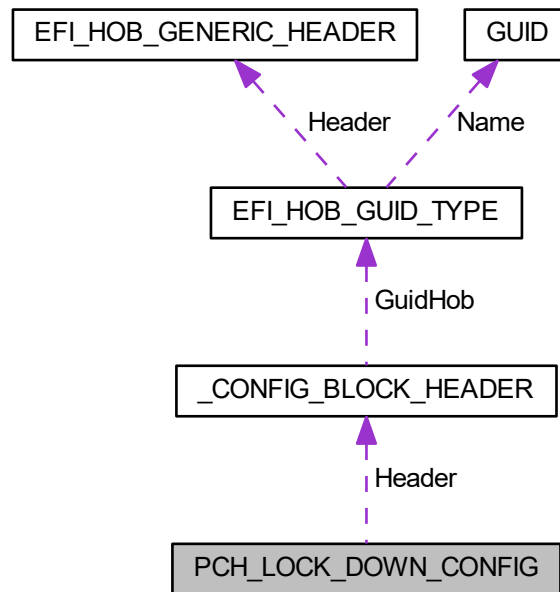 EFI_HOB_GENERIC_HEADER
GUID
Header
Name
EFI_HOB_GUID_TYPE
GuidHob
_CONFIG_BLOCK_HEADER
Header
PCH_LOCK_DOWN_CONFIG